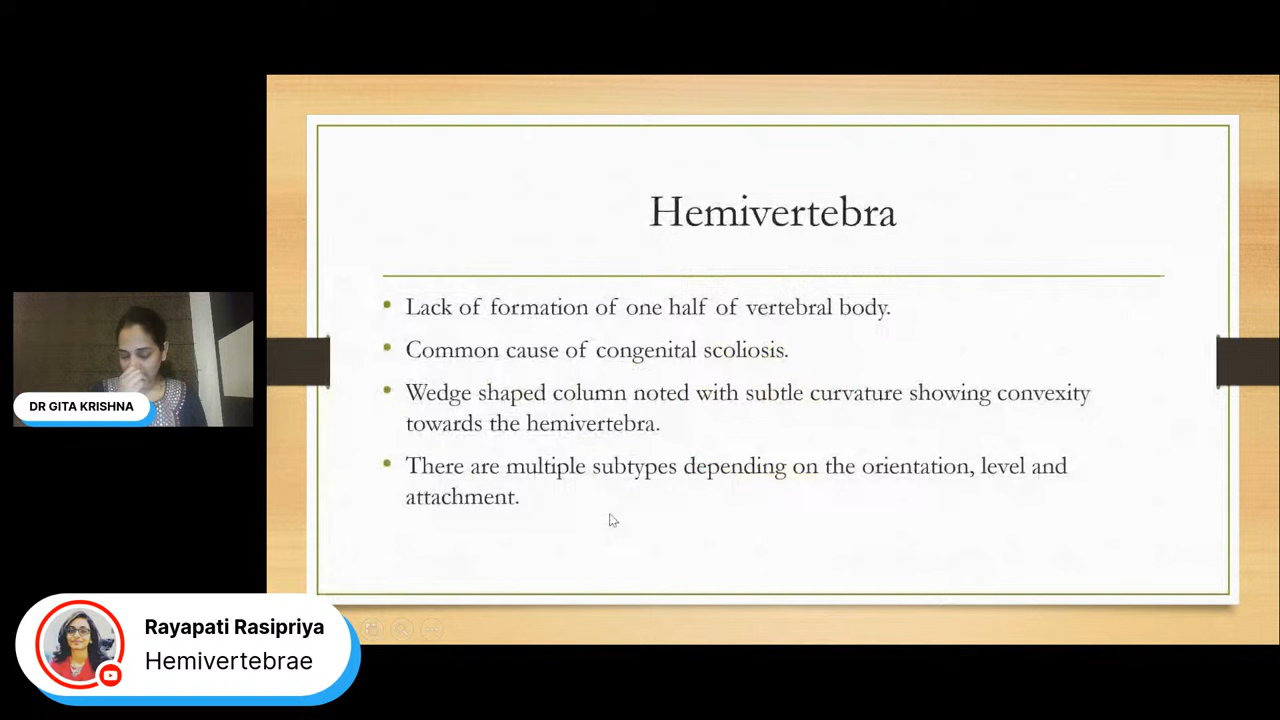 Hemivertebra
Lack of formation of one half of vertebral body.
Common cause of congenital scoliosis.
Wedge shaped column noted with subtle curvature showing convexity
towards the hemivertebra.
There are multiple subtypes depending on the orientation, level and
attachment.
DR GITA KRISHNA
Rayapati Rasipriya
Hemivertebrae